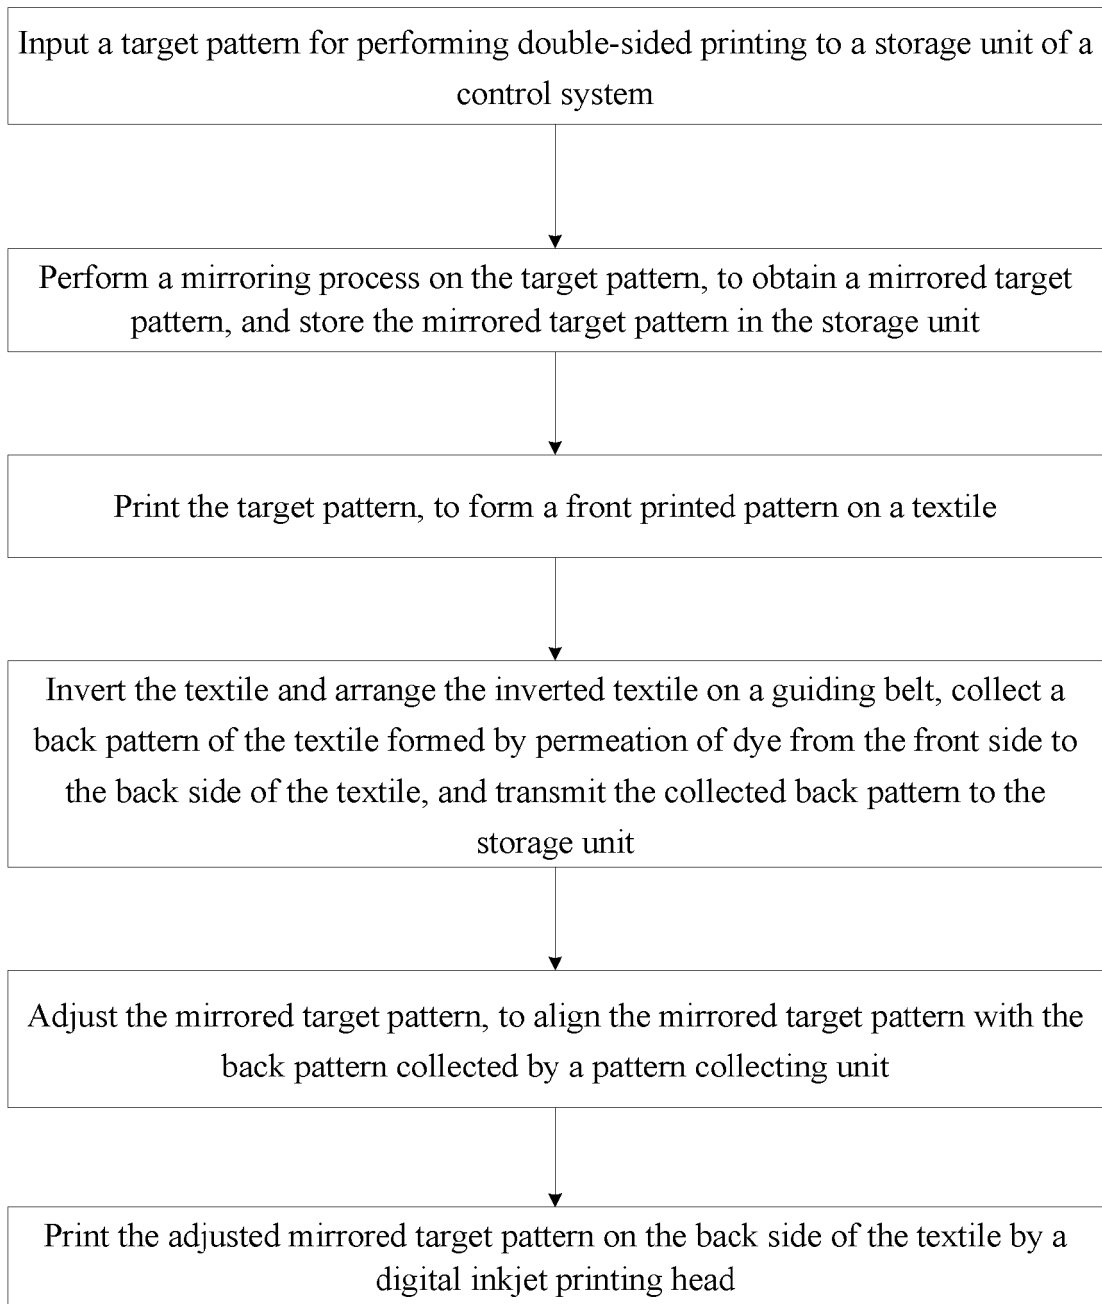 Input a target pattern for performing double-sided printing to a storage unit of a
control system
Perform a mirroring process on the target pattern, to obtain a mirrored target
pattern, and store the mirrored target pattern in the storage unit
Print the target pattern, to form a front printed pattern on a textile
Invert the textile and arrange the inverted textile on a guiding belt, collect a
back pattern of the textile formed by permeation of dye from the front side to
the back side of the textile, and transmit the collected back pattern to the
storage unit
Adjust the mirrored target pattern, to align the mirrored target pattern with the
back pattern collected by a pattern collecting unit
Print the adjusted mirrored target pattern on the back side of the textile by a
digital inkjet printing head